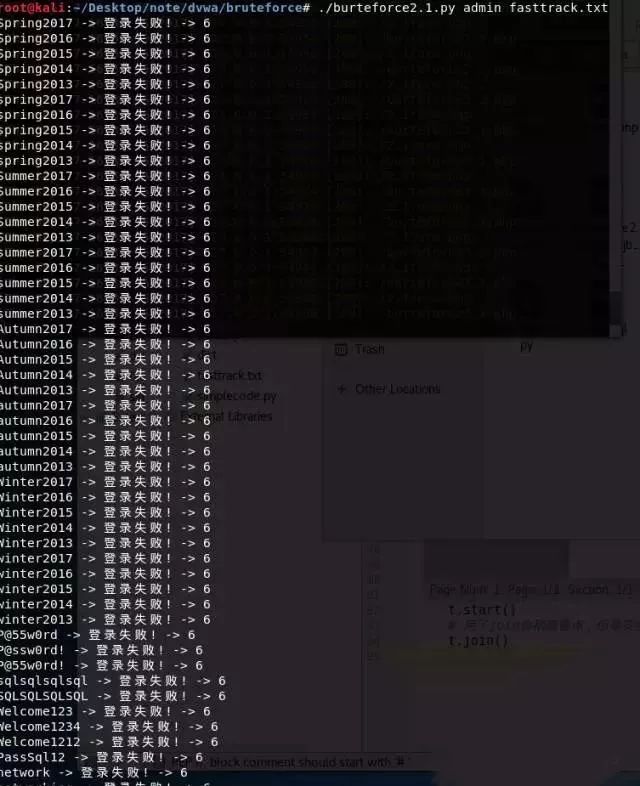 root@kali:~/Desktop/note/dvwa/bruteforce# ./burteforce2.1.py admin fasttrack.txt
Spring2017 -> 登录失败! -> 6
Spring2016 -> 登录失败! -> 6
Spring2015 -> 登录失败! -> 6
Spring2014 -> 登录失败! -> 6
Spring2013 -> 登录失败! -> 6
spring2017 -> 登录失败! -> 6
spring2016 -> 登录失败! -> 6
spring2015 -> 登录失败! -> 6
spring2014 -> 登录失败! -> 6
spring2013 -> 登录失败! -> 6
Summer2017 -> 登录失败! -> 6
Summer2016 -> 登录失败! -> 6
Summer2015 -> 登录失败! -> 6
Summer2014 -> 登录失败! -> 6
Summer2013 -> 登录失败! -> 6
summer2017 -> 登录失败! -> 6
summer2016 -> 登录失败! -> 6
summer2015 -> 登录失败! -> 6
summer2014 -> 登录失败! -> 6
summer2013 -> 登录失败! -> 6
Autumn2017 -> 登录失败! -> 6
Autumn2016 -> 登录失败! -> 6
Autumn2015 -> 登录失败! -> 6
Autumn2014 -> 登录失败! -> 6
Autumn2013 -> 登录失败! -> 6
autumn2017 -> 登录失败! -> 6
autumn2016 -> 登录失败! -> 6
autumn2015 -> 登录失败! -> 6
autumn2014 -> 登录失败! -> 6
autumn2013 -> 登录失败! -> 6
Winter2017 -> 登录失败! -> 6
Winter2016 -> 登录失败! -> 6
Winter2015 -> 登录失败! -> 6
Winter2014 -> 登录失败! -> 6
Winter2013 -> 登录失败! -> 6
winter2017 -> 登录失败! -> 6
winter2016 -> 登录失败! -> 6
winter2015 -> 登录失败! -> 6
winter2014 -> 登录失败! -> 6
winter2013 -> 登录失败! -> 6
P@55w0rd -> 登录失败! -> 6
P@ssw0rd! -> 登录失败! -> 6
P@55w0rd! -> 登录失败! -> 6
sqlsqlsqlsql -> 登录失败! -> 6
SQLSQLSQLSQL -> 登录失败! -> 6
Welcome123 -> 登录失败! -> 6
Welcome1234 -> 登录失败! -> 6
Welcome1212 -> 登录失败! -> 6
PassSql12 -> 登录失败! -> 6
network -> 登录失败! -> 6
py
Trash
fasttrack.txt
+ Other Locations
simplecode.py
External Libraries
Page Num: 1 Page: 1/1 Section: 1/1
t.start()
t.join()
block comment should start with '#'